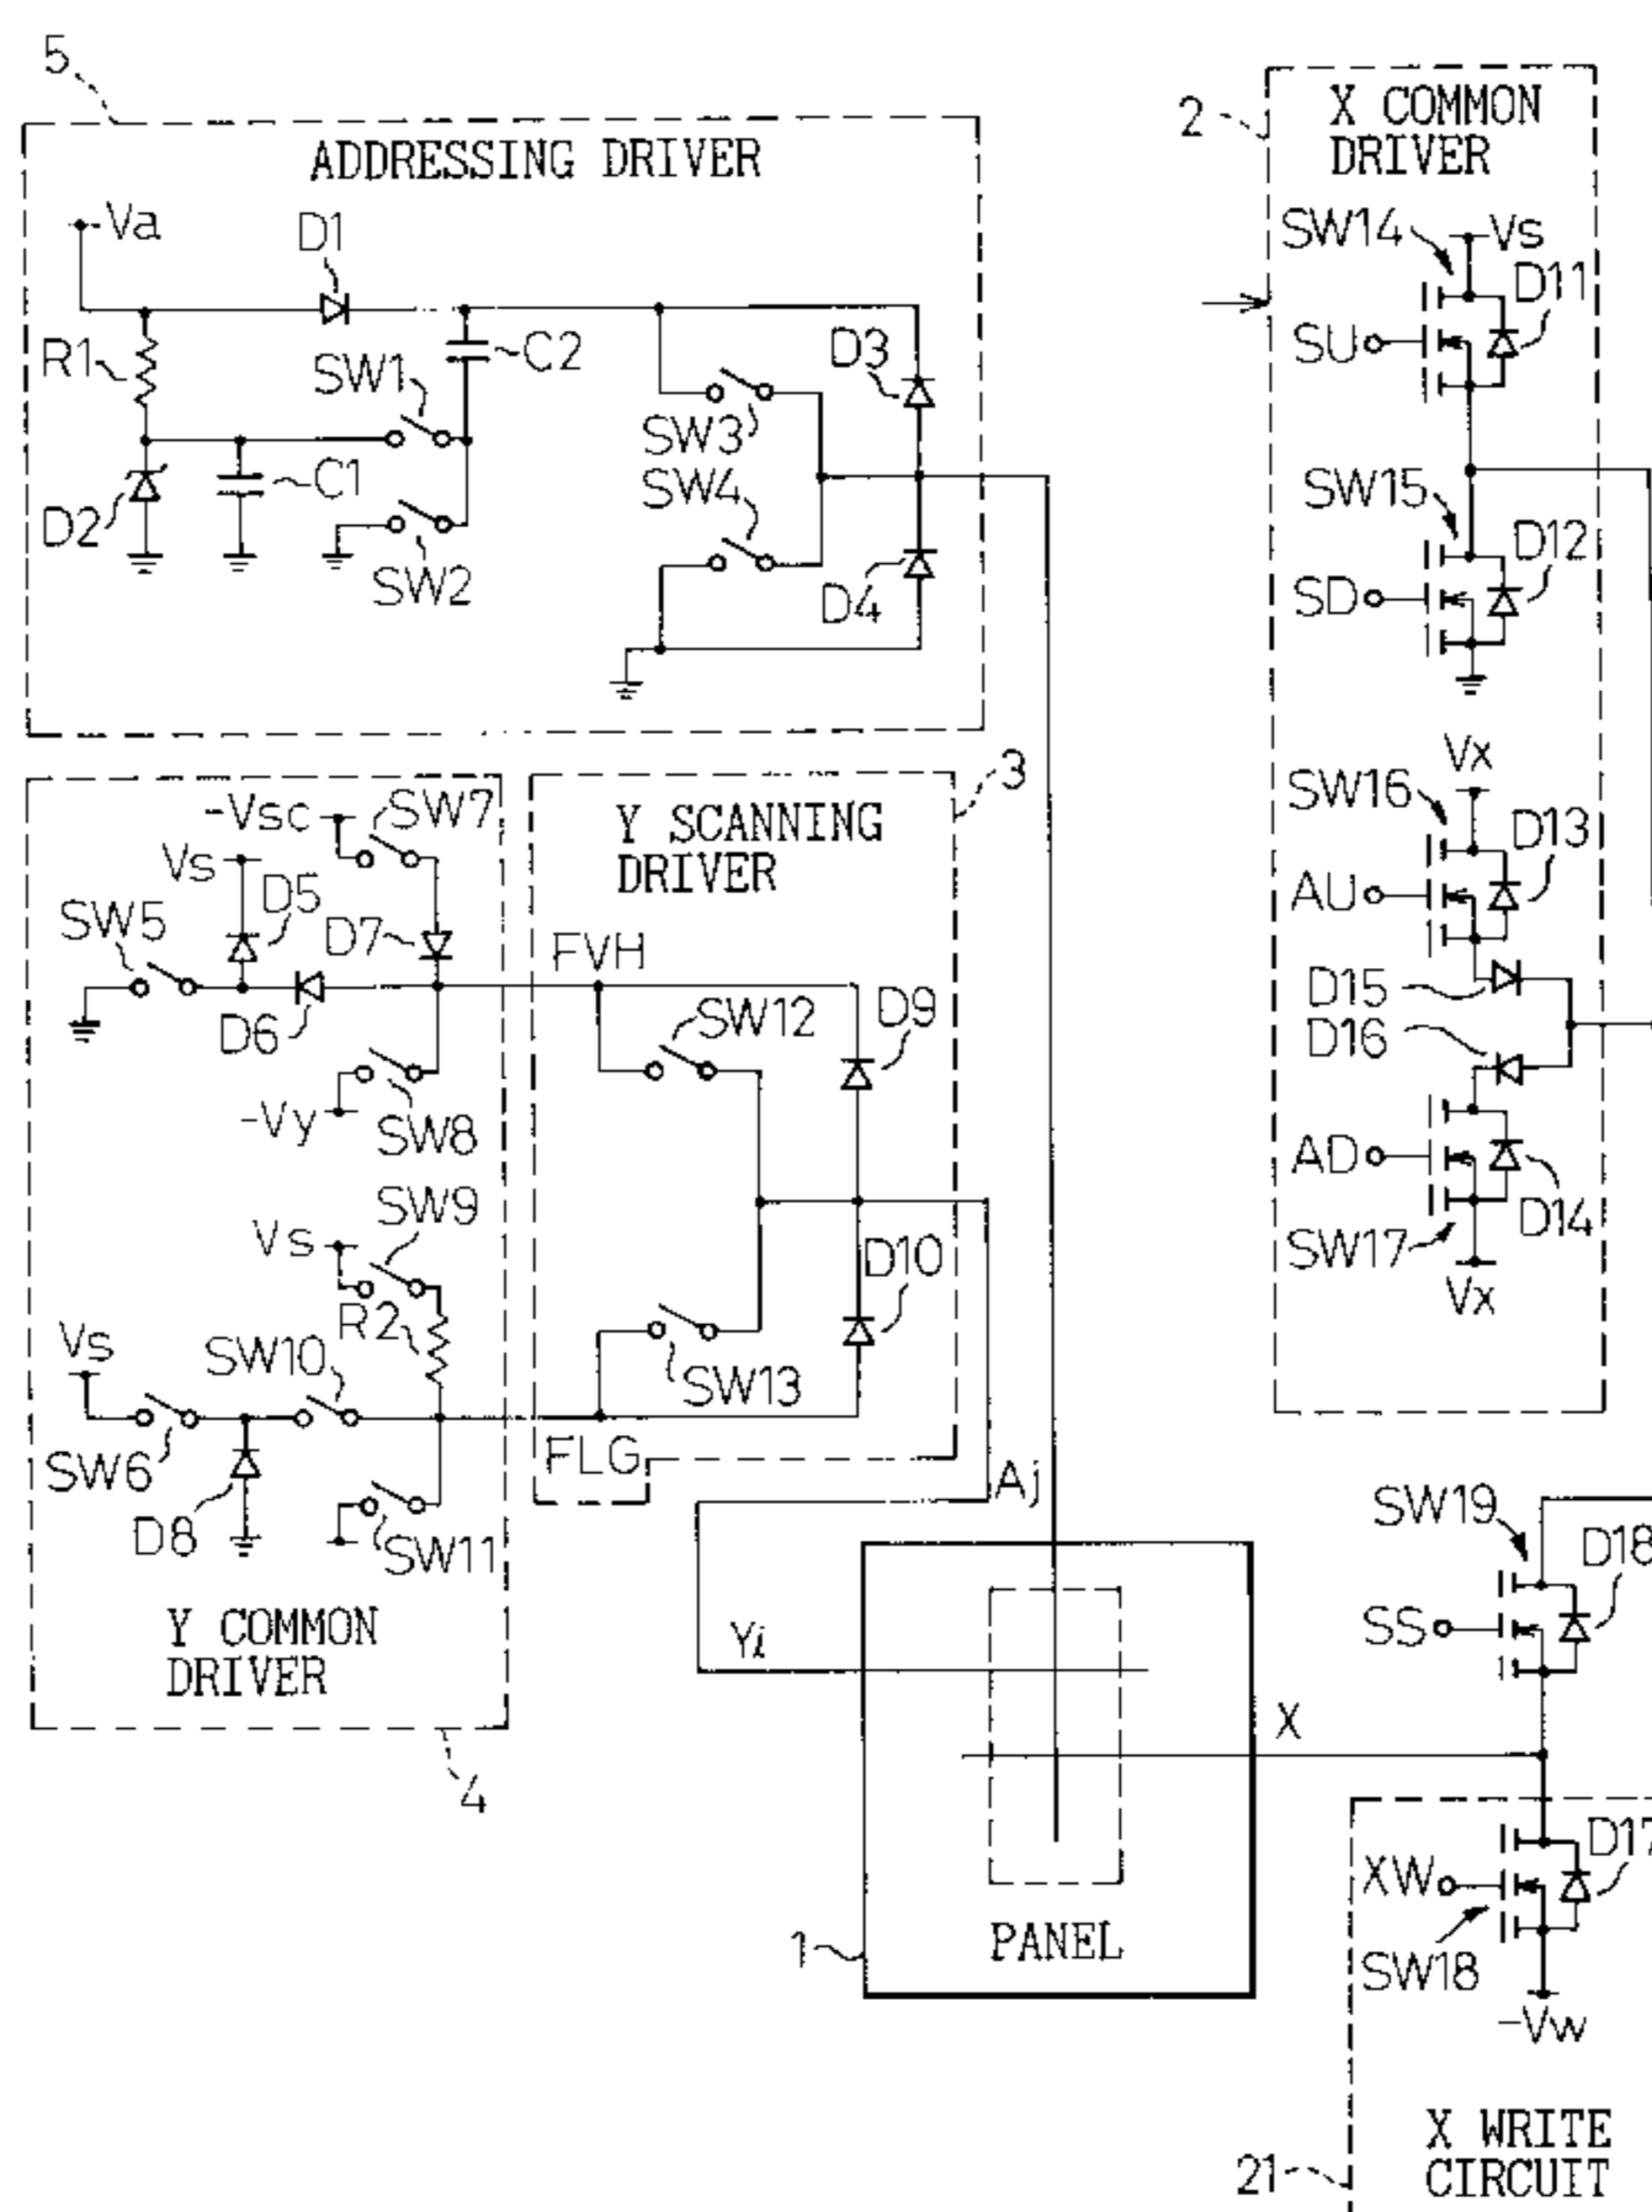 5
ADDRESSING DRIVER
Va
D1
R1
SW1
C2
D3
SW3
D2
C1
SW4
SW2
D4
2
X COMMON
DRIVER
SW14
Vs
D11
SU
SW15
D12
SD
Vx
SW16
D13
AU
D15
D16
AD
D14
SW17
Vx
-Vsc
SW7
Vs
D5
SW5
D7
D6
-Vy
SW8
SW9
Vs
R2
Vs
SW10
SW6
D8
SW11
Y COMMON
DRIVER
4
3
Y SCANNING
DRIVER
FVH
SW12
D9
D10
SW13
FLG
Aj
Yi
X
1
PANEL
SW19
D18
SS
D17
XW
SW18
-Vw
X WRITE
CIRCUIT
21